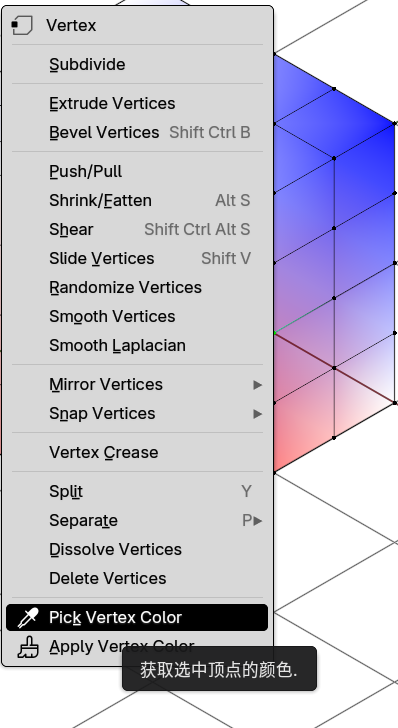 Vertex
Subdivide
Extrude Vertices
Bevel Vertices Shift Ctrl B
Push/Pull
Shrink/Fatten Alt S
Shear Shift Ctrl Alt S
Slide Vertices Shift V
Randomize Vertices
Smooth Vertices
Smooth Laplacian
Mirror Vertices
Snap Vertices
Vertex Crease
Split Y
Separate P
Dissolve Vertices
Delete Vertices
Pick Vertex Color
Apply Vertex Color
获取选中顶点的颜色.